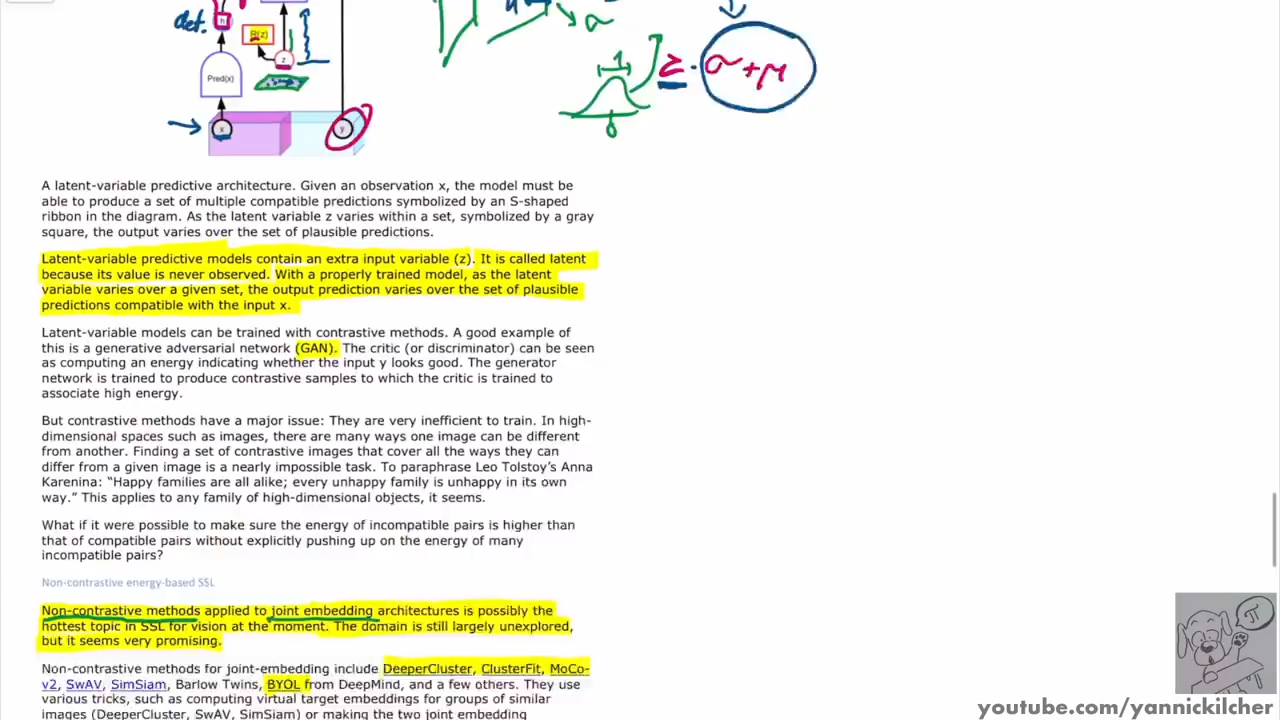 det.
h
R(z)
z
Pred(x)
x
y
σ
1
0
z · σ+μ
A latent-variable predictive architecture. Given an observation x, the model must be
able to produce a set of multiple compatible predictions symbolized by an S-shaped
ribbon in the diagram. As the latent variable z varies within a set, symbolized by a gray
square, the output varies over the set of plausible predictions.
Latent-variable predictive models contain an extra input variable (z). It is called latent
because its value is never observed. With a properly trained model, as the latent
variable varies over a given set, the output prediction varies over the set of plausible
predictions compatible with the input x.
Latent-variable models can be trained with contrastive methods. A good example of
this is a generative adversarial network (GAN). The critic (or discriminator) can be seen
as computing an energy indicating whether the input y looks good. The generator
network is trained to produce contrastive samples to which the critic is trained to
associate high energy.
But contrastive methods have a major issue: They are very inefficient to train. In high-
dimensional spaces such as images, there are many ways one image can be different
from another. Finding a set of contrastive images that cover all the ways they can
differ from a given image is a nearly impossible task. To paraphrase Leo Tolstoy's Anna
Karenina: "Happy families are all alike; every unhappy family is unhappy in its own
way." This applies to any family of high-dimensional objects, it seems.
What if it were possible to make sure the energy of incompatible pairs is higher than
that of compatible pairs without explicitly pushing up on the energy of many
incompatible pairs?
Non-contrastive energy-based SSL
Non-contrastive methods applied to joint embedding architectures is possibly the
hottest topic in SSL for vision at the moment. The domain is still largely unexplored,
but it seems very promising.
Non-contrastive methods for joint-embedding include DeeperCluster, ClusterFit, MoCo-
v2, SwAV, SimSiam, Barlow Twins, BYOL from DeepMind, and a few others. They use
various tricks, such as computing virtual target embeddings for groups of similar
images (DeeperCluster, SwAV, SimSiam) or making the two joint embedding
π
youtube.com/yannickilcher